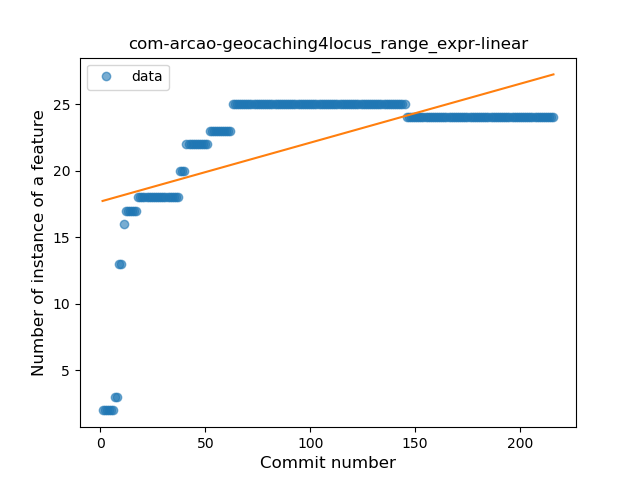 com-arcao-geocaching4locus_range_expr-linear
data
25
20
15
10
5
Number of instance of a feature
0
50
100
150
200
Commit number